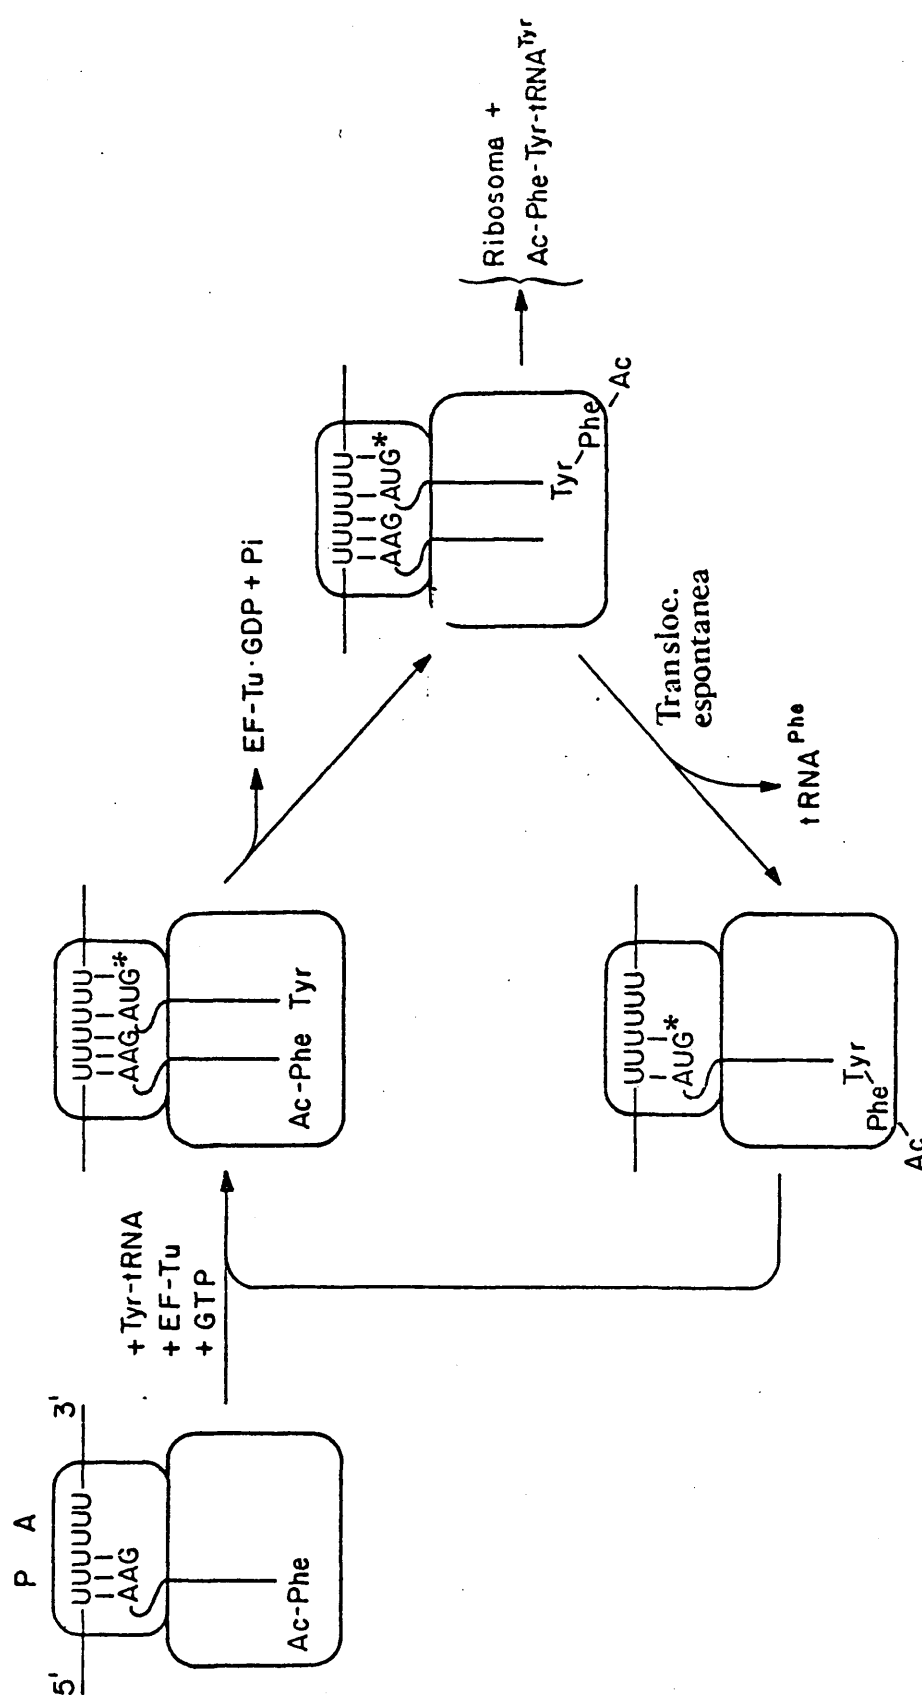 P A
5' 3'
UUUUUU
AAG
Ac-Phe
+Tyr-tRNA
+EF-Tu
+GTP
UUUUUU
AAG AUG*
Ac-Phe Tyr
EF-Tu·GDP + Pi
UUUUUU
AAG AUG*
Tyr-Phe-Ac
Ribosoma +
Ac-Phe-Tyr-tRNA^Tyr
Transloc.
espontanea
tRNA^Phe
UUUUUU
AUG*
Tyr
Phe
Ac